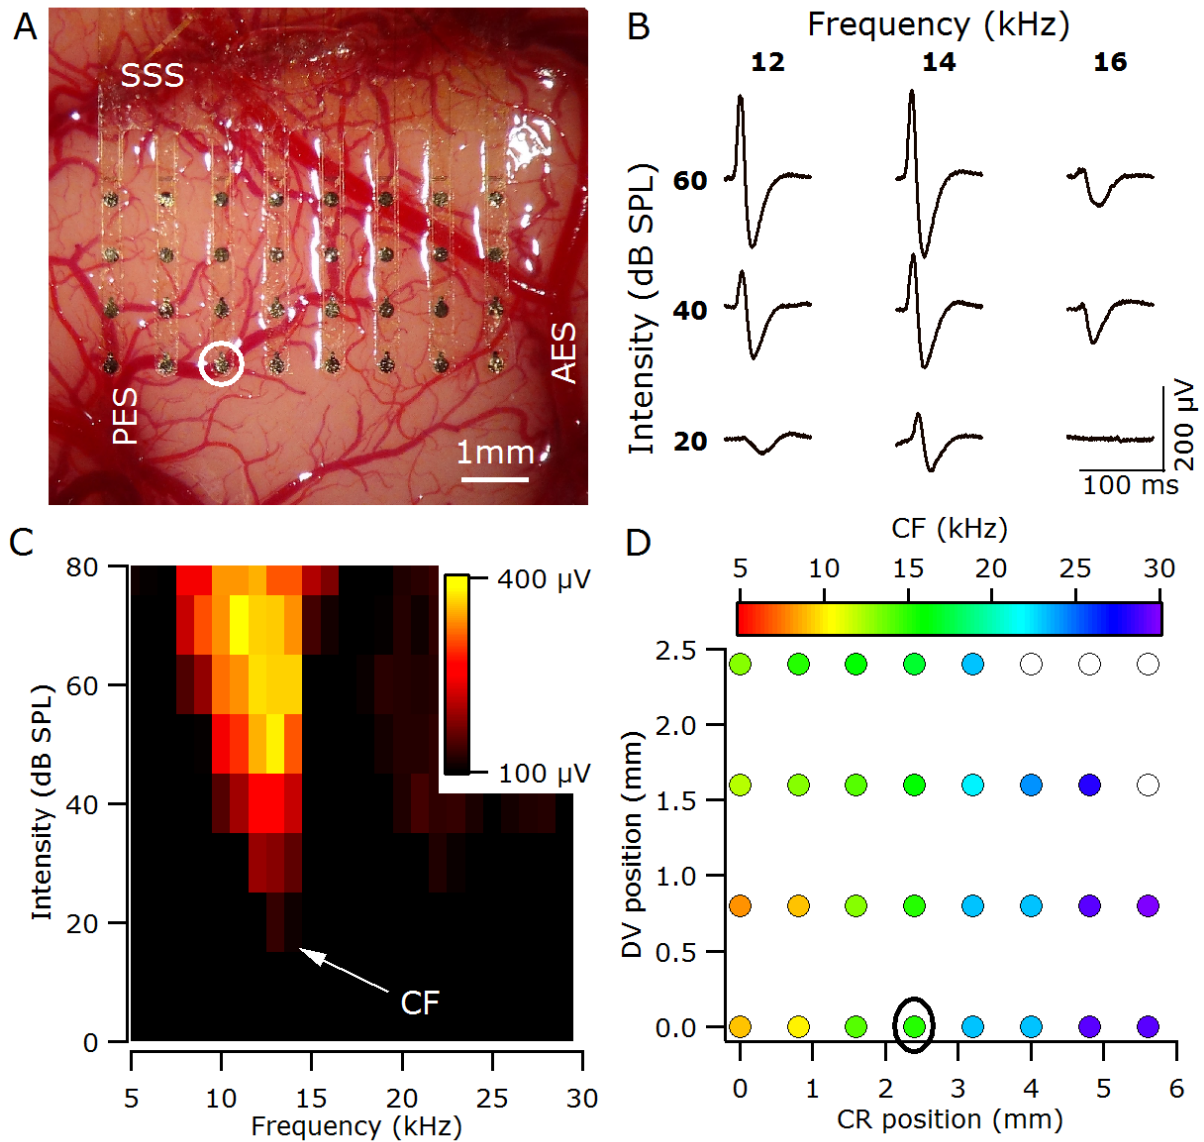 A
SSS
PES
AES
1mm
B
Frequency (kHz)
12 14 16
Intensity (dB SPL)
60
40
20
200 µV
100 ms
C
80
60
40
20
0
Intensity (dB SPL)
400 µV
100 µV
CF
5 10 15 20 25 30
Frequency (kHz)
D
CF (kHz)
5 10 15 20 25 30
2.5
2.0
1.5
1.0
0.5
0.0
DV position (mm)
0 1 2 3 4 5 6
CR position (mm)